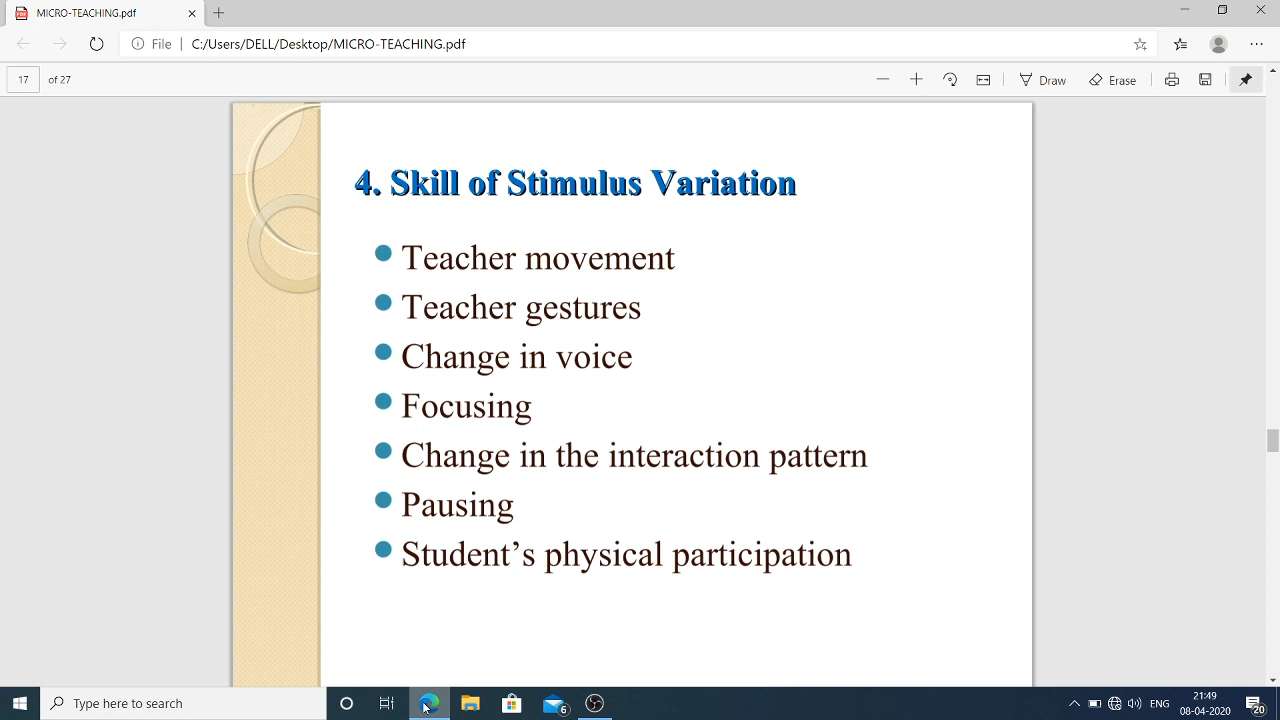 MICRO-TEACHING.pdf
File
C:/Users/DELL/Desktop/MICRO-TEACHING.pdf
17 of 27
Draw
Erase
4. Skill of Stimulus Variation
Teacher movement
Teacher gestures
Change in voice
Focusing
Change in the interaction pattern
Pausing
Student’s physical participation
Type here to search
6
ENG
21:49
08-04-2020
20